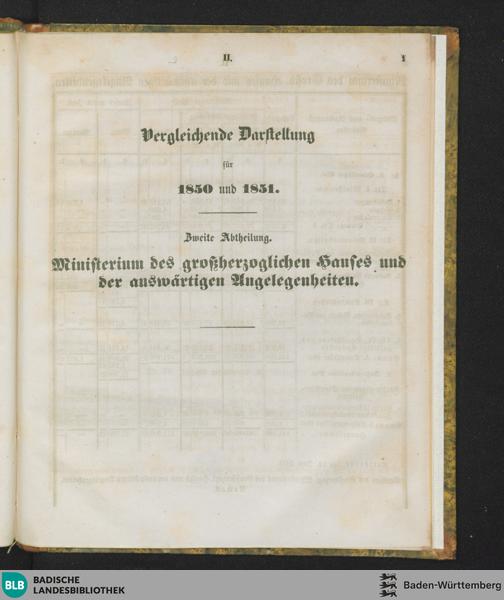 II. 1
Vergleichende Darstellung
für
1850 und 1851.
Zweite Abtheilung.
Ministerium des großherzoglichen Hauses und
der auswärtigen Angelegenheiten.
BLB BADISCHE
LANDESBIBLIOTHEK
Baden-Württemberg